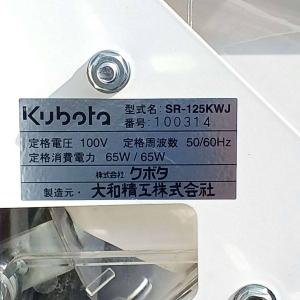 Kubota 型式名: SR-125KWJ
番号: 100314
定格電圧 100V 定格周波数 50/60Hz
定格消費電力 65W / 65W
株式会社 クボタ
製造元・大和精工株式会社